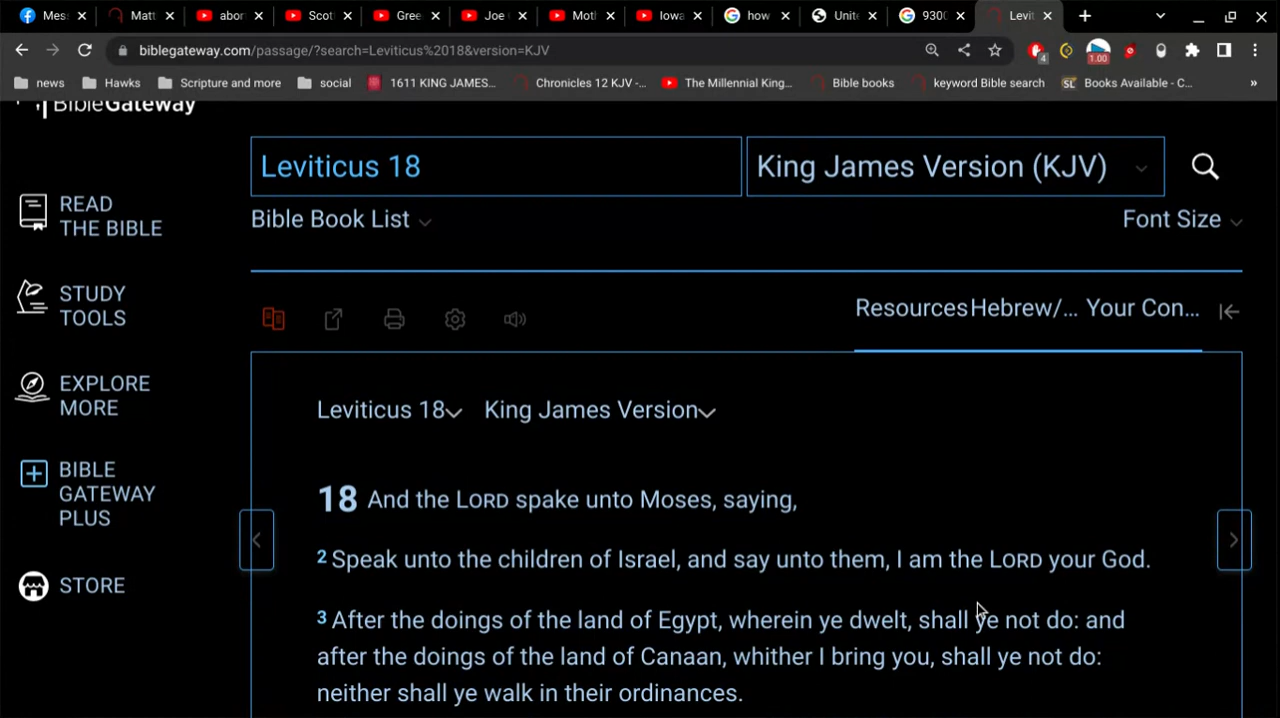 Mess
Matt
abor
Scot
Gree
Joe C
Moth
Iowa
how
Unite
9300
Levit
biblegateway.com/passage/?search=Leviticus%2018&version=KJV
4
1.00
news
Hawks
Scripture and more
social
1611 KING JAMES...
Chronicles 12 KJV -...
The Millennial King...
Bible books
keyword Bible search
SL
Books Available - C...
»
BibleGateway
Leviticus 18
King James Version (KJV)
READ
THE BIBLE
Bible Book List
Font Size
STUDY
TOOLS
Resources
Hebrew/...
Your Con...
EXPLORE
MORE
Leviticus 18
King James Version
BIBLE
GATEWAY
PLUS
18 And the LORD spake unto Moses, saying,
2 Speak unto the children of Israel, and say unto them, I am the LORD your God.
STORE
3 After the doings of the land of Egypt, wherein ye dwelt, shall ye not do: and
after the doings of the land of Canaan, whither I bring you, shall ye not do:
neither shall ye walk in their ordinances.